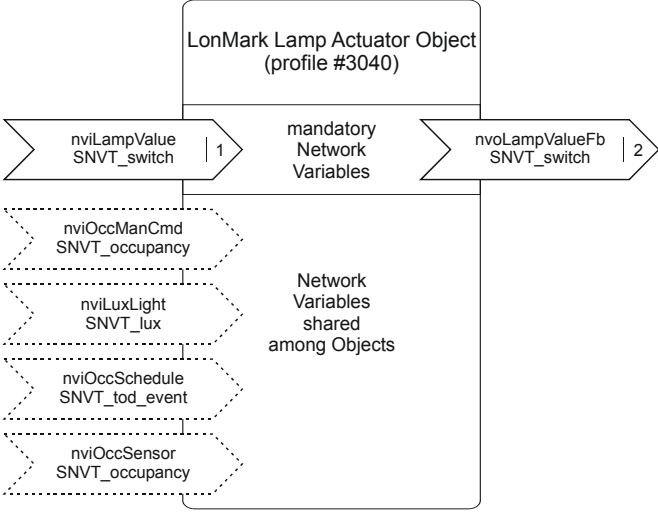 LonMark Lamp Actuator Object
(profile #3040)
nviLampValue
SNVT_switch
1
mandatory
Network
Variables
nvoLampValueFb
SNVT_switch
2
nviOccManCmd
SNVT_occupancy
nviLuxLight
SNVT_lux
nviOccSchedule
SNVT_tod_event
nviOccSensor
SNVT_occupancy
Network
Variables
shared
among Objects